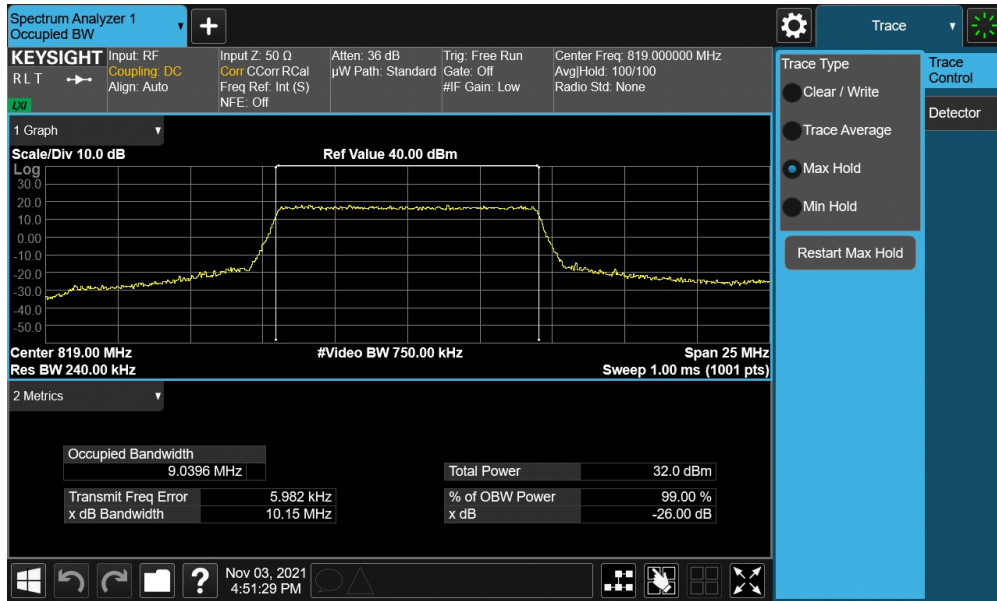 Spectrum Analyzer 1
Occupied BW
+
Trace
KEYSIGHT
R L T
LXI
Input: RF
Coupling: DC
Align: Auto
Input Z: 50 Ω
Corr CCorr RCal
Freq Ref: Int (S)
NFE: Off
Atten: 36 dB
µW Path: Standard
Trig: Free Run
Gate: Off
#IF Gain: Low
Center Freq: 819.000000 MHz
Avg|Hold: 100/100
Radio Std: None
Trace Type
Clear / Write
Trace Average
Max Hold
Min Hold
Restart Max Hold
Trace
Control
Detector
1 Graph
Scale/Div 10.0 dB
Ref Value 40.00 dBm
Log
30.0
20.0
10.0
0.00
-10.0
-20.0
-30.0
-40.0
-50.0
Center 819.00 MHz
#Video BW 750.00 kHz
Span 25 MHz
Res BW 240.00 kHz
Sweep 1.00 ms (1001 pts)
2 Metrics
Occupied Bandwidth
9.0396 MHz
Total Power 32.0 dBm
Transmit Freq Error 5.982 kHz
% of OBW Power 99.00 %
x dB Bandwidth 10.15 MHz
x dB -26.00 dB
?
Nov 03, 2021
4:51:29 PM